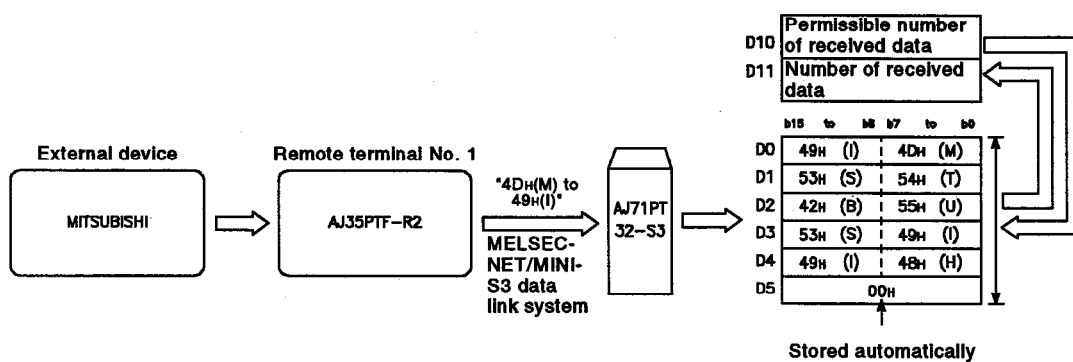 D10 Permissible number
of received data
D11 Number of received
data
b15 to b8 b7 to b0
External device
Remote terminal No. 1
MITSUBISHI
AJ35PTF-R2
"4DH(M) to
49H(I)"
MELSEC-
NET/MINI-
S3 data
link system
AJ71PT
32-S3
D0 49H (I) 4DH (M)
D1 53H (S) 54H (T)
D2 42H (B) 55H (U)
D3 53H (S) 49H (I)
D4 49H (I) 48H (H)
D5 00H
Stored automatically